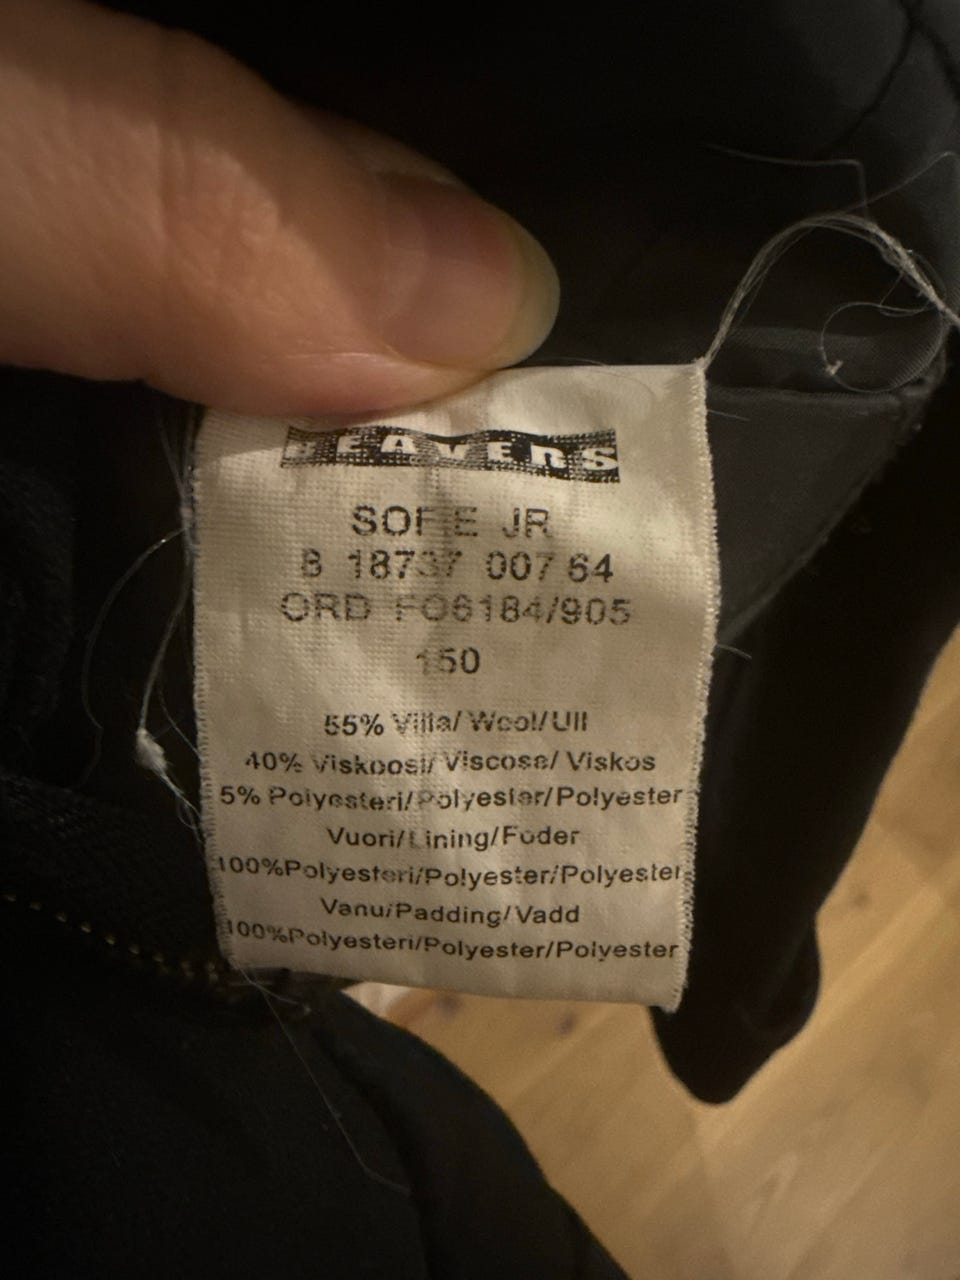 BEAVERS
SOFIE JR
B 18737 007 64
ORD FO6184/905
150
55% Villa/ Wool/Ull
40% Viskoosi/ Viscose/ Viskos
5% Polyesteri/Polyester/Polyester
Vuori/Lining/Foder
100%Polyesteri/Polyester/Polyester
Vanu/Padding/Vadd
100%Polyesteri/Polyester/Polyester